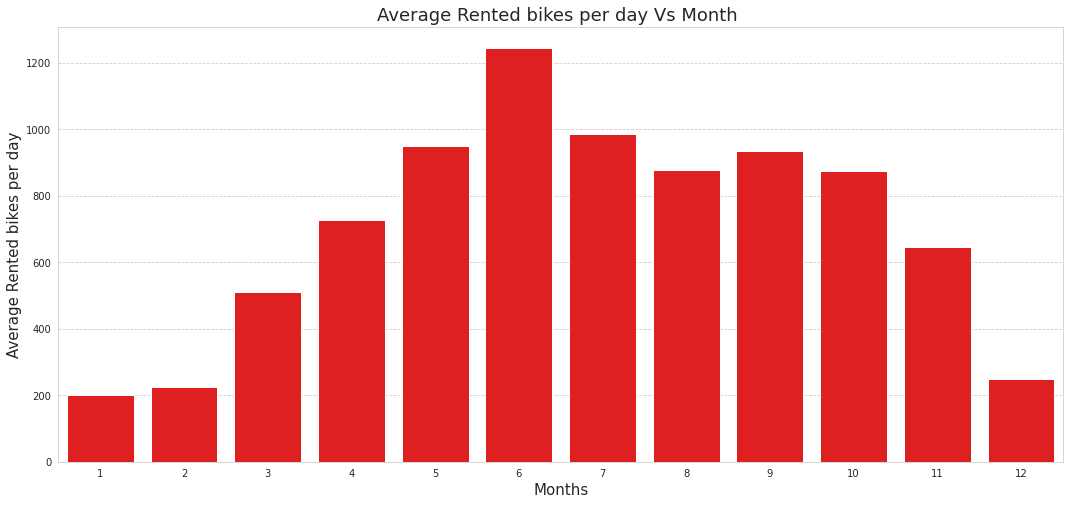 Average Rented bikes per day Vs Month
Average Rented bikes per day
1200
1000
800
600
400
200
0
1 2 3 4 5 6 7 8 9 10 11 12
Months